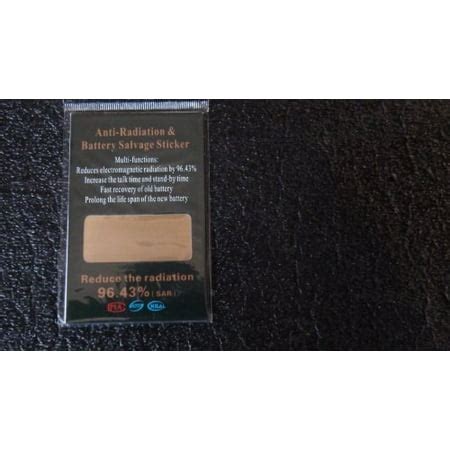 Anti-Radiation &
Battery Salvage Sticker
Multi-functions:
Reduces electromagnetic radiation by 96.43%
Increase the talk time and stand-by time
Fast recovery of old battery
Prolong the life span of the new battery
Reduce the radiation
96.43% (SAR)